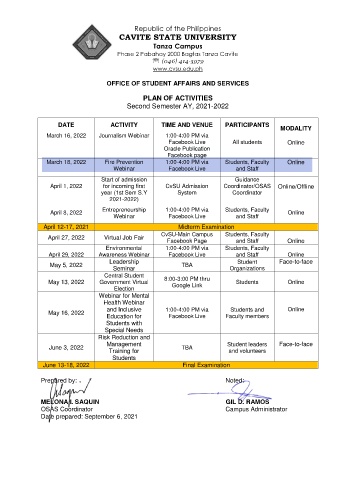 Republic of the Philippines
CAVITE STATE UNIVERSITY
Tanza Campus
Phase 2 Pabahay 2000 Bagtas Tanza Cavite
☏ (046) 414-3979
www.cvsu.edu.ph
OFFICE OF STUDENT AFFAIRS AND SERVICES
PLAN OF ACTIVITIES
Second Semester AY, 2021-2022
DATE ACTIVITY TIME AND VENUE PARTICIPANTS MODALITY
March 16, 2022 Journalism Webinar 1:00-4:00 PM via
Facebook Live
Oracle Publication
Facebook page
All students Online
March 18, 2022 Fire Prevention
Webinar
1:00-4:00 PM via
Facebook Live
Students, Faculty
and Staff
Online
April 1, 2022
Start of admission
for incoming first
year (1st Sem S.Y
2021-2022)
CvSU Admission
System
Guidance
Coordinator/OSAS
Coordinator
Online/Offline
April 8, 2022
Entrepronourship
Webinar
1:00-4:00 PM via
Facebook Live
Students, Faculty
and Staff
Online
April 12-17, 2021 Midterm Examination
April 27, 2022 Virtual Job Fair
CvSU-Main Campus
Facebook Page
Students, Faculty
and Staff
Online
April 29, 2022
Environmental
Awareness Webinar
1:00-4:00 PM via
Facebook Live
Students, Faculty
and Staff
Online
May 5, 2022
Leadership
Seminar
TBA
Student
Organizations
Face-to-face
May 13, 2022
Central Student
Government Virtual
Election
8:00-3:00 PM thru
Google Link
Students Online
May 16, 2022
Webinar for Mental
Health Webinar
and Inclusive
Education for
Students with
Special Needs
1:00-4:00 PM via
Facebook Live
Students and
Faculty members
Online
June 3, 2022
Risk Reduction and
Management
Training for
Students
TBA
Student leaders
and volunteers
Face-to-face
June 13-18, 2022 Final Examination
Prepared by: Noted:
SAQUIN GIL D. RAMOS
OSAS Coordinator Campus Administrator
Date prepared: September 6, 2021